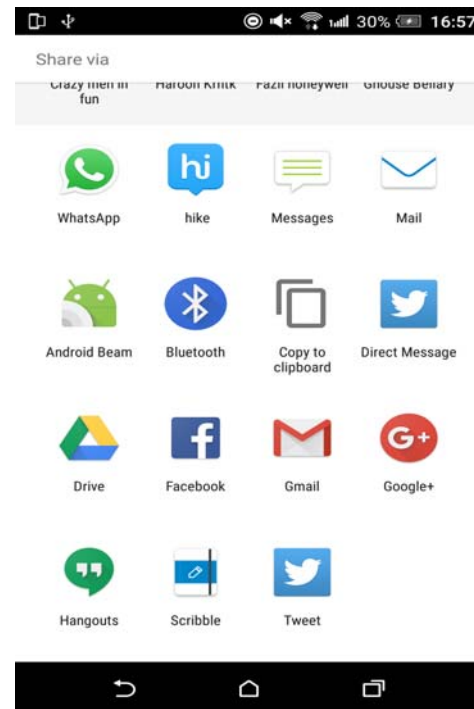 30% 16:57
Share via
Crazy men in Haroon Kritk Fazil honeywell Ghouse Bellary
fun
hi
WhatsApp hike Messages Mail
Android Beam Bluetooth Copy to Direct Message
clipboard
G+
Drive Facebook Gmail Google+
Hangouts Scribble Tweet